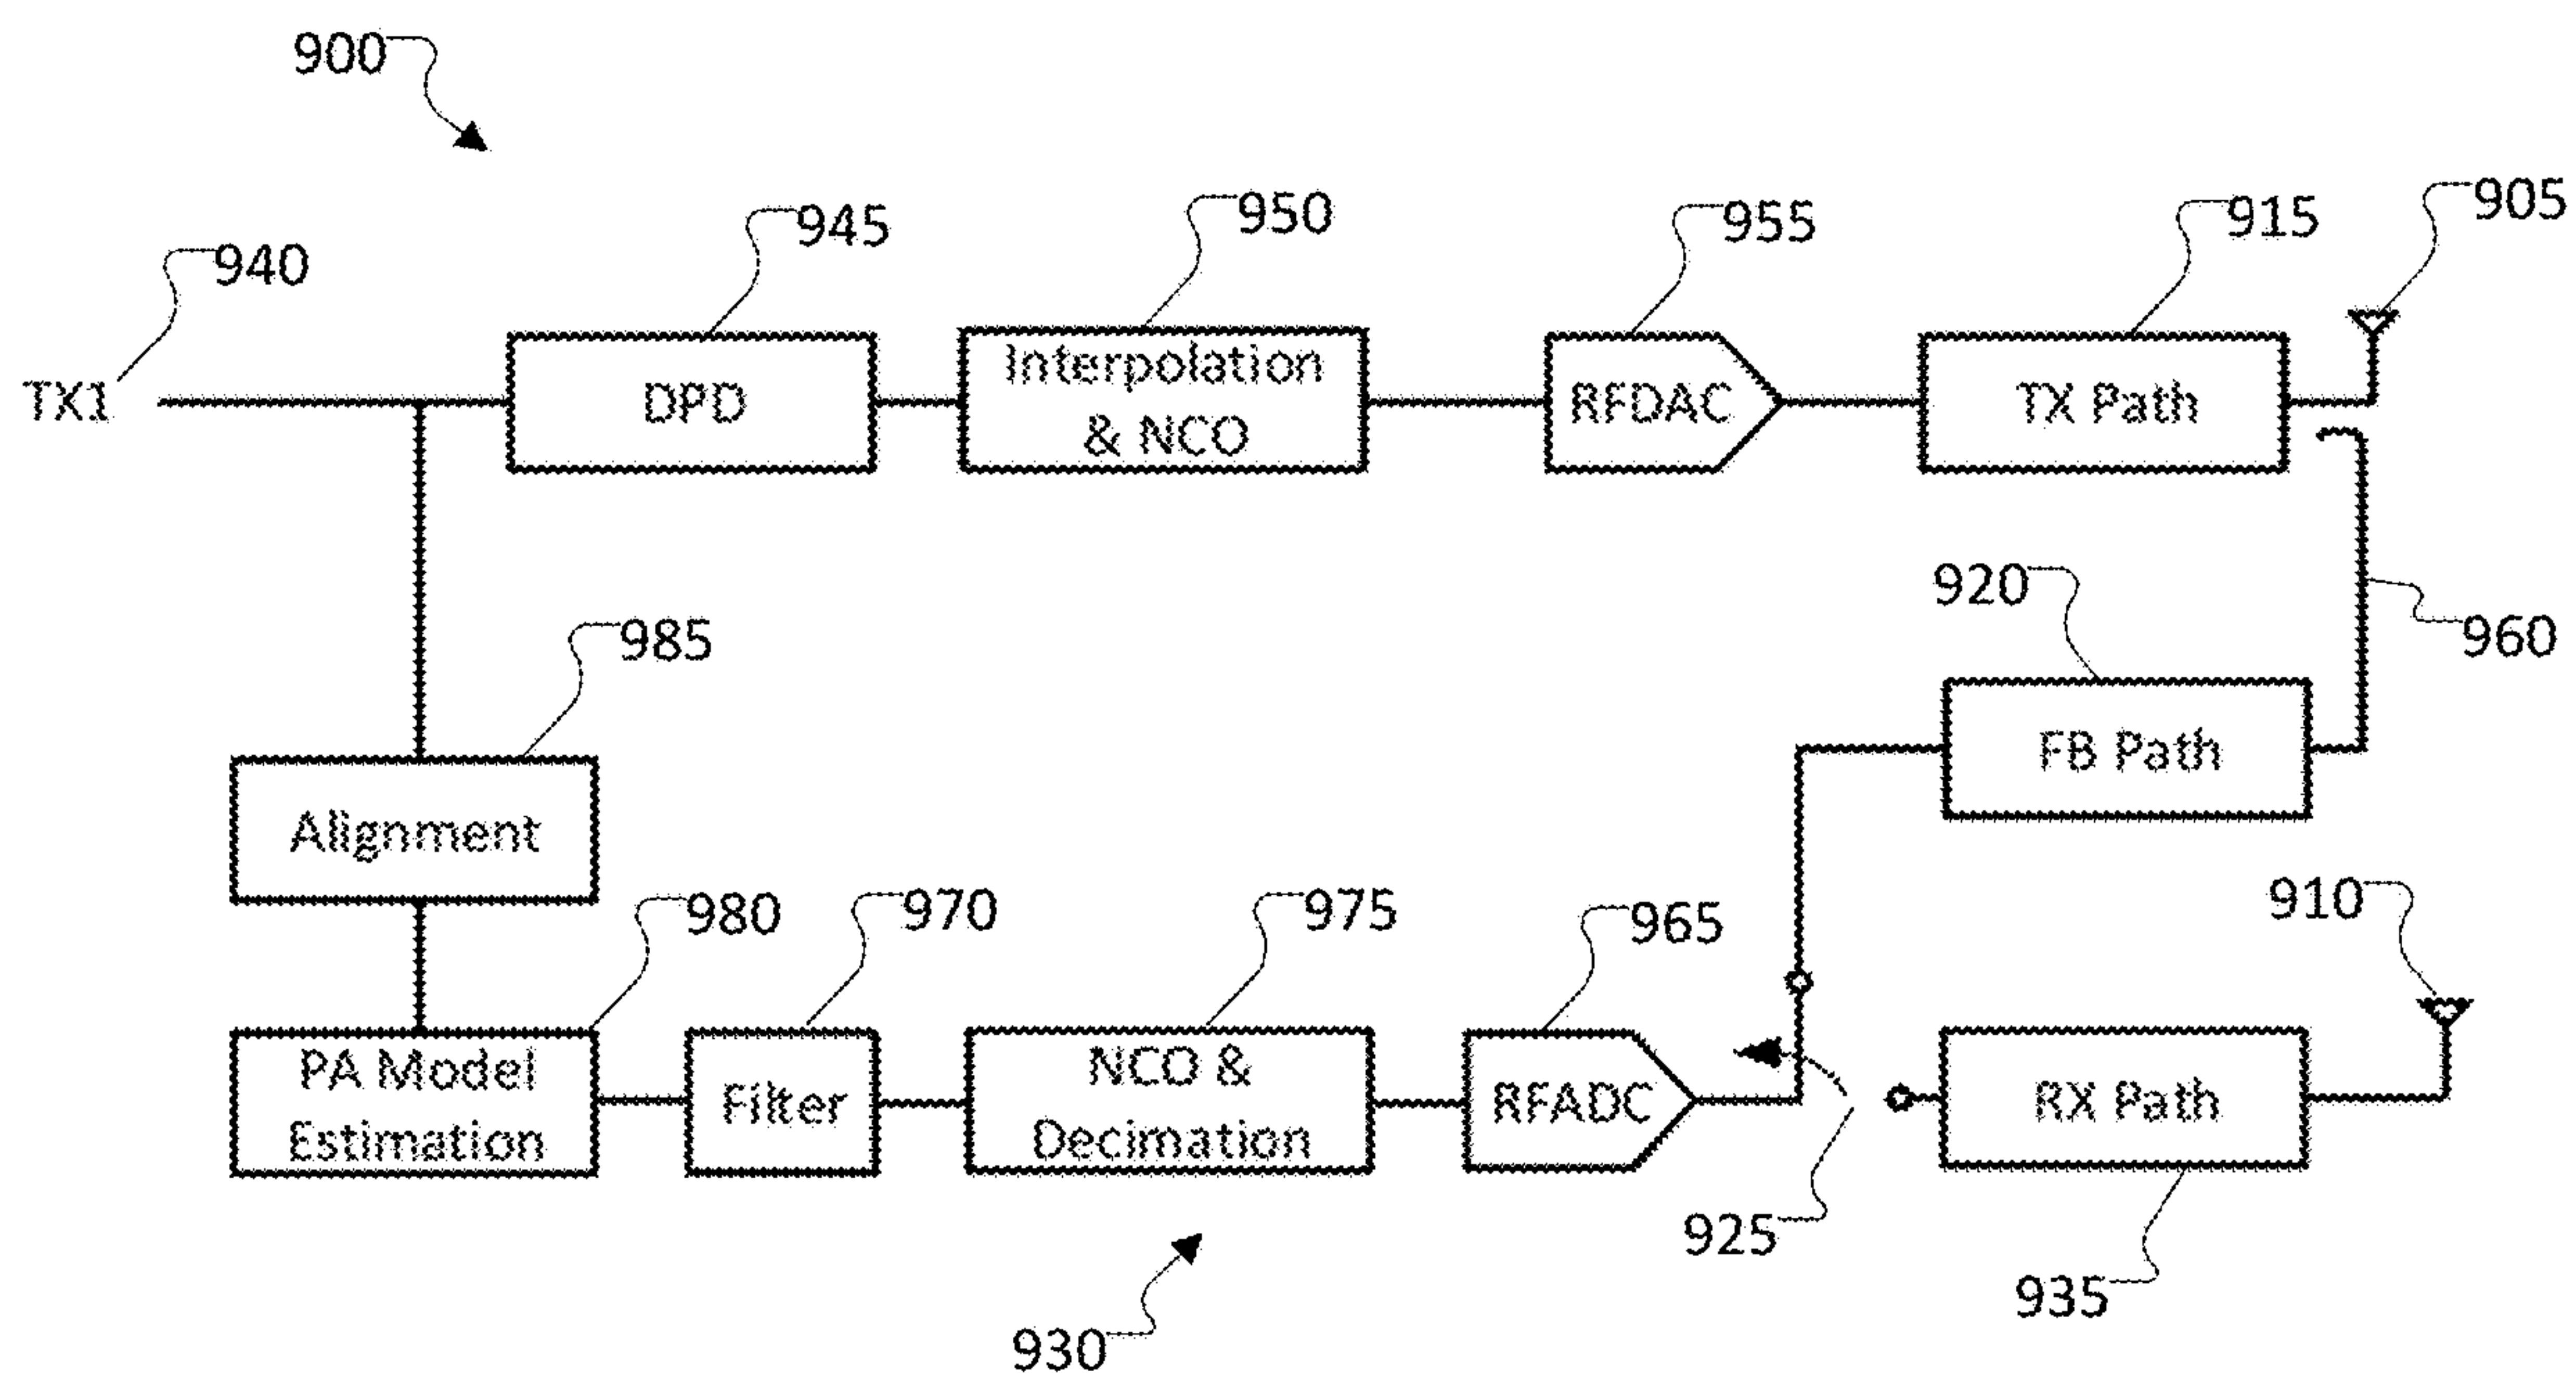 900
905
950
915
955
945
940
Interpolation
& NCO
TX1
DPD
RFDAC
TX Path
920
985
960
FB Path
Alignment
910
980
970
975
965
PA Model
Estimation
Filter
NCO &
Decimation
RFADC
RX Path
925
935
930